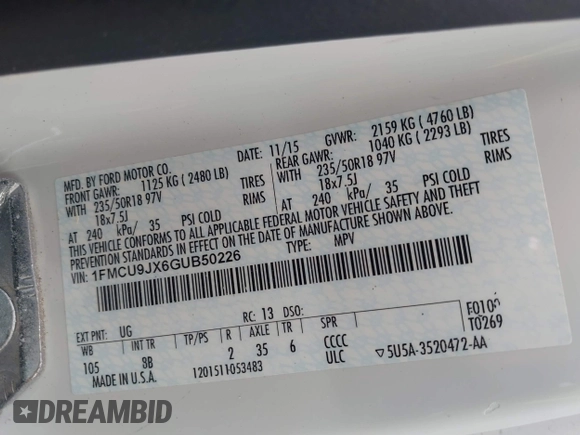 MFD. BY FORD MOTOR CO.
DATE: 11/15
GVWR: 2159 KG ( 4760 LB)
FRONT GAWR: 1125 KG ( 2480 LB)
REAR GAWR: 1040 KG ( 2293 LB)
WITH 235/50R18 97V TIRES
WITH 235/50R18 97V TIRES
18x7.5J RIMS
18x7.5J RIMS
AT 240 kPa/ 35 PSI COLD
AT 240 kPa/ 35 PSI COLD
THIS VEHICLE CONFORMS TO ALL APPLICABLE FEDERAL MOTOR VEHICLE SAFETY AND THEFT
PREVENTION STANDARDS IN EFFECT ON THE DATE OF MANUFACTURE SHOWN ABOVE.
VIN: 1FMCU9JX6GUB50226
TYPE: MPV
EXT PNT: UG RC: 13 DSO:
WB INT TR TP/PS R AXLE TR SPR
105 3B 2 35 6 CCCC
MADE IN U.S.A. 1201511053483 ULC
T0269
▽5U5A-3520472-AA
DREAMBID
AUTO AUCTIONS HISTORY